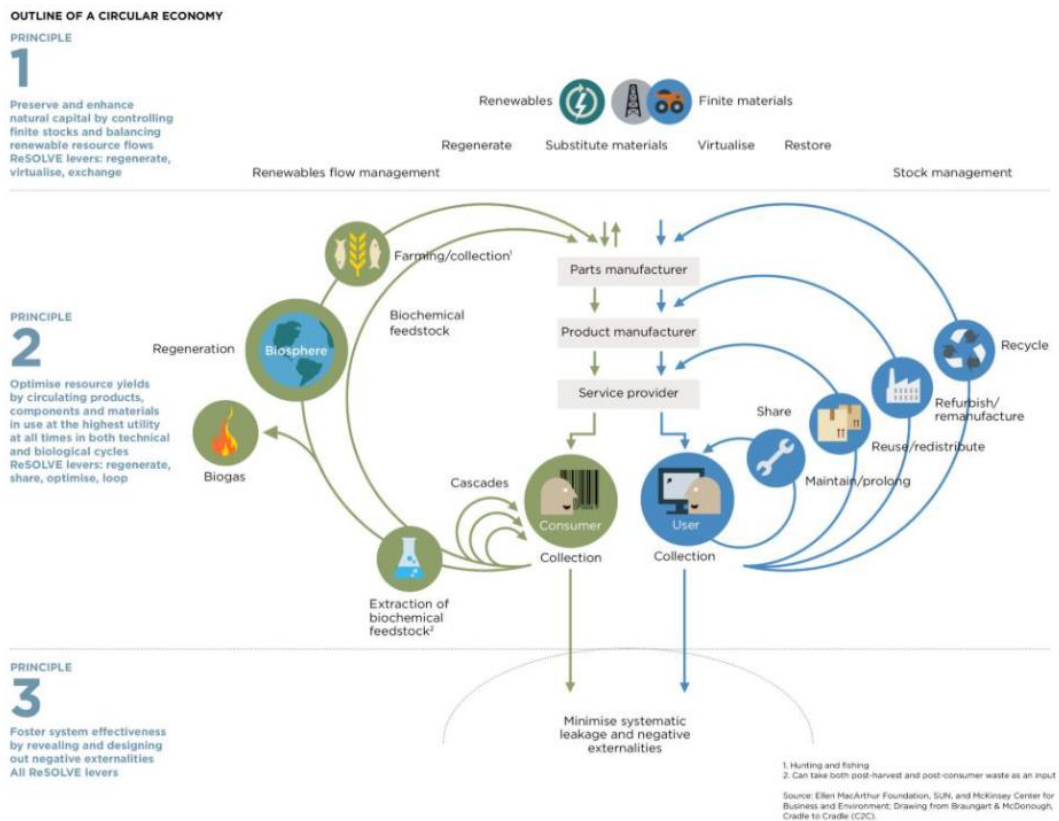 OUTLINE OF A CIRCULAR ECONOMY
PRINCIPLE
1
Preserve and enhance
natural capital by controlling
finite stocks and balancing
renewable resource flows
ReSOLVE levers: regenerate,
virtualise, exchange
Renewables
Finite materials
Regenerate
Substitute materials
Virtualise
Restore
Renewables flow management
Stock management
PRINCIPLE
2
Optimise resource yields
by circulating products,
components and materials
in use at the highest utility
at all times in both technical
and biological cycles
ReSOLVE levers: regenerate,
share, optimise, loop
Farming/collection¹
Biochemical
feedstock
Regeneration
Biosphere
Biogas
Cascades
Extraction of
biochemical
feedstock²
Parts manufacturer
Product manufacturer
Service provider
Consumer
Collection
User
Collection
Share
Maintain/prolong
Reuse/redistribute
Refurbish/
remanufacture
Recycle
PRINCIPLE
3
Foster system effectiveness
by revealing and designing
out negative externalities
All ReSOLVE levers
Minimise systematic
leakage and negative
externalities
1. Hunting and fishing
2. Can take both post-harvest and post-consumer waste as an input
Source: Ellen MacArthur Foundation, SUN, and McKinsey Center for
Business and Environment; Drawing from Braungart & McDonough,
Cradle to Cradle (C2C).